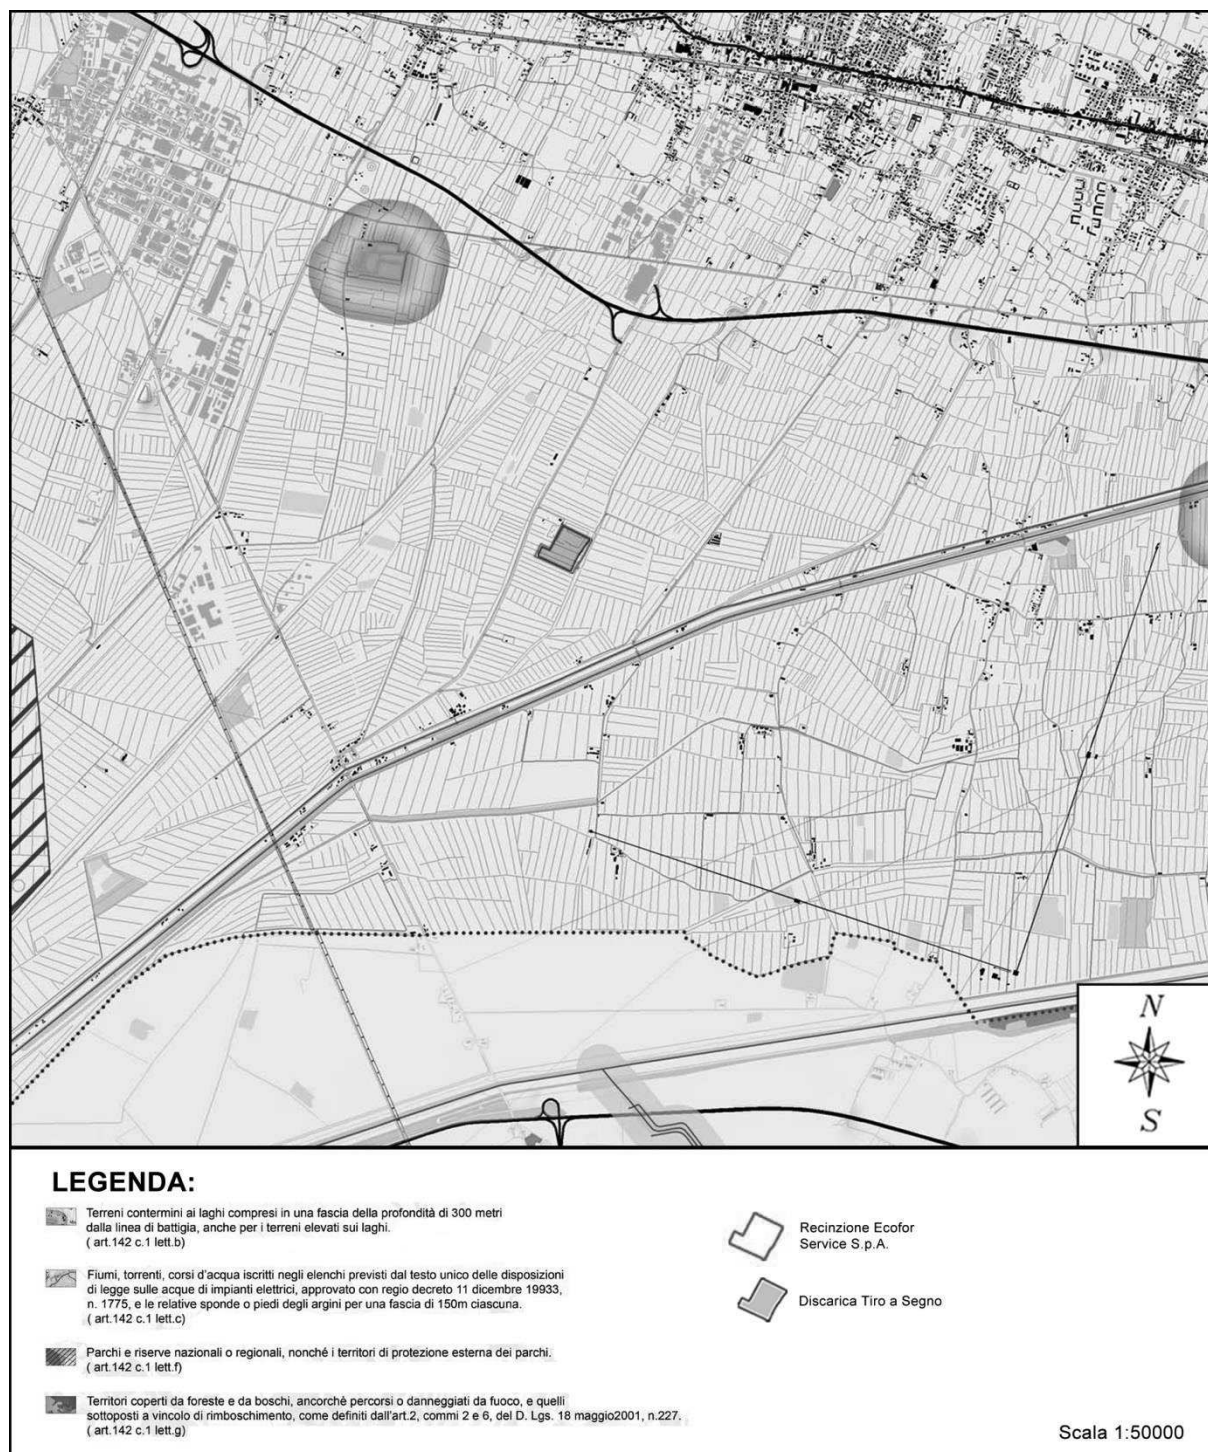 N
S
LEGENDA:
Terreni contermini ai laghi compresi in una fascia della profondità di 300 metri
dalla linea di battigia, anche per i terreni elevati sui laghi.
( art.142 c.1 lett.b)
Fiumi, torrenti, corsi d'acqua iscritti negli elenchi previsti dal testo unico delle disposizioni
di legge sulle acque di impianti elettrici, approvato con regio decreto 11 dicembre 19933,
n. 1775, e le relative sponde o piedi degli argini per una fascia di 150m ciascuna.
( art.142 c.1 lett.c)
Parchi e riserve nazionali o regionali, nonché i territori di protezione esterna dei parchi.
( art.142 c.1 lett.f)
Territori coperti da foreste e da boschi, ancorchè percorsi o danneggiati da fuoco, e quelli
sottoposti a vincolo di rimboschimento, come definiti dall'art.2, commi 2 e 6, del D. Lgs. 18 maggio2001, n.227.
( art.142 c.1 lett.g)
Recinzione Ecofor
Service S.p.A.
Discarica Tiro a Segno
Scala 1:50000